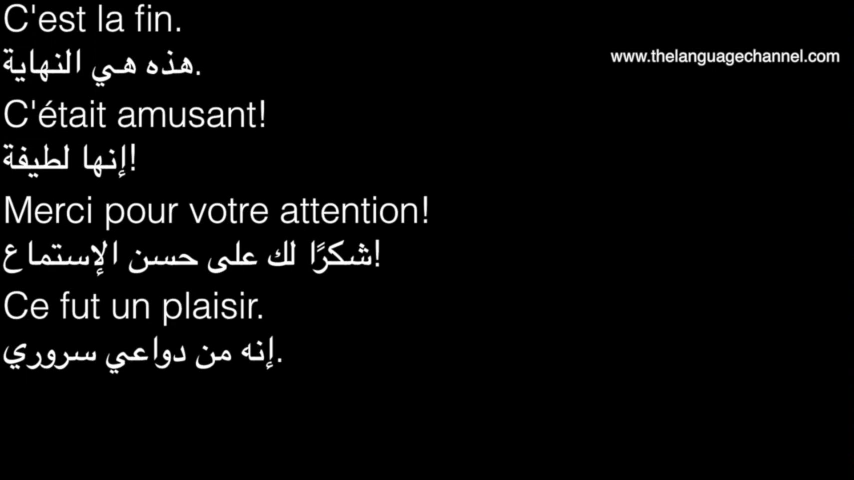 C'est la fin.
هذه هي النهاية.
www.thelanguagechannel.com
C'était amusant!
إنها لطيفة!
Merci pour votre attention!
شكرًا لك على حسن الإستماع!
Ce fut un plaisir.
إنه من دواعي سروري.